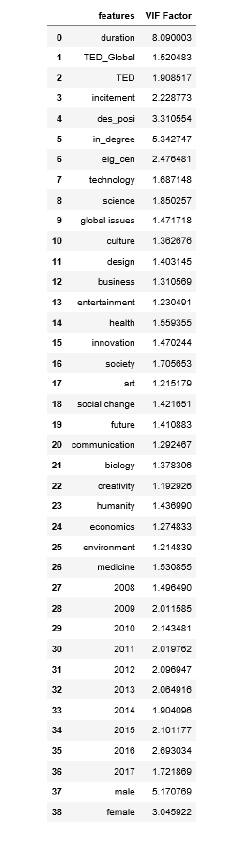 features VIF Factor
0 duration 8.090003
1 TED_Global 1.520483
2 TED 1.908517
3 incitement 2.228773
4 des_posi 3.310554
5 in_degree 5.342747
6 eig_cen 2.476481
7 technology 1.687148
8 science 1.850257
9 global issues 1.471718
10 culture 1.362676
11 design 1.403145
12 business 1.310569
13 entertainment 1.230491
14 health 1.559355
15 innovation 1.470244
16 society 1.705653
17 art 1.215179
18 social change 1.421651
19 future 1.410883
20 communication 1.292467
21 biology 1.378306
22 creativity 1.192926
23 humanity 1.436990
24 economics 1.274833
25 environment 1.214839
26 medicine 1.530855
27 2008 1.496490
28 2009 2.011585
29 2010 2.143481
30 2011 2.019762
31 2012 2.096947
32 2013 2.064916
33 2014 1.904096
34 2015 2.101177
35 2016 2.693034
36 2017 1.721869
37 male 5.170769
38 female 3.045922